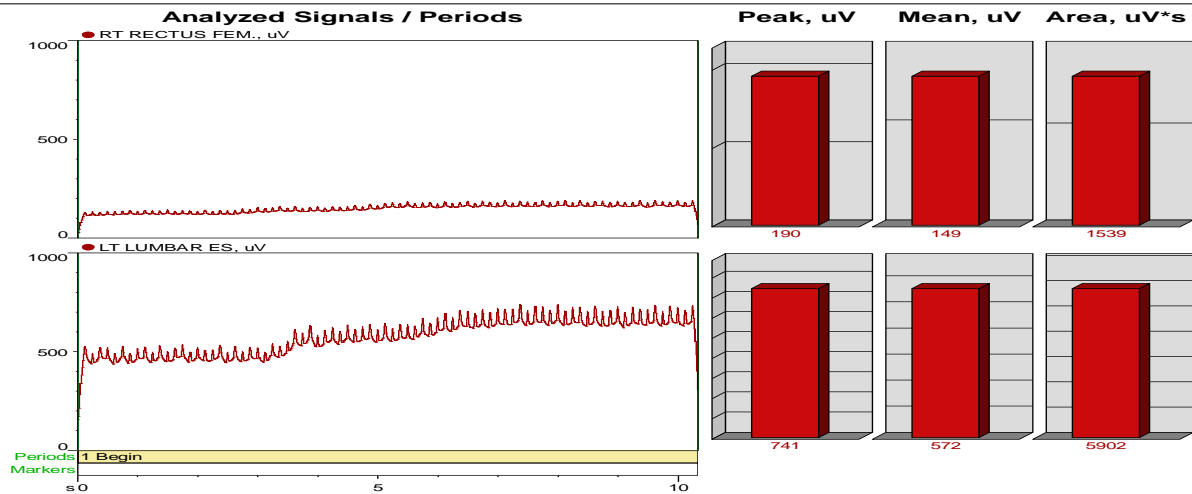 Analyzed Signals / Periods Peak, uV Mean, uV Area, uV*s
RT RECTUS FEM., uV
1000
500
0
190 149 1539
LT LUMBAR ES, uV
1000
500
0
741 572 5902
Periods 1 Begin
Markers
s 0 5 10